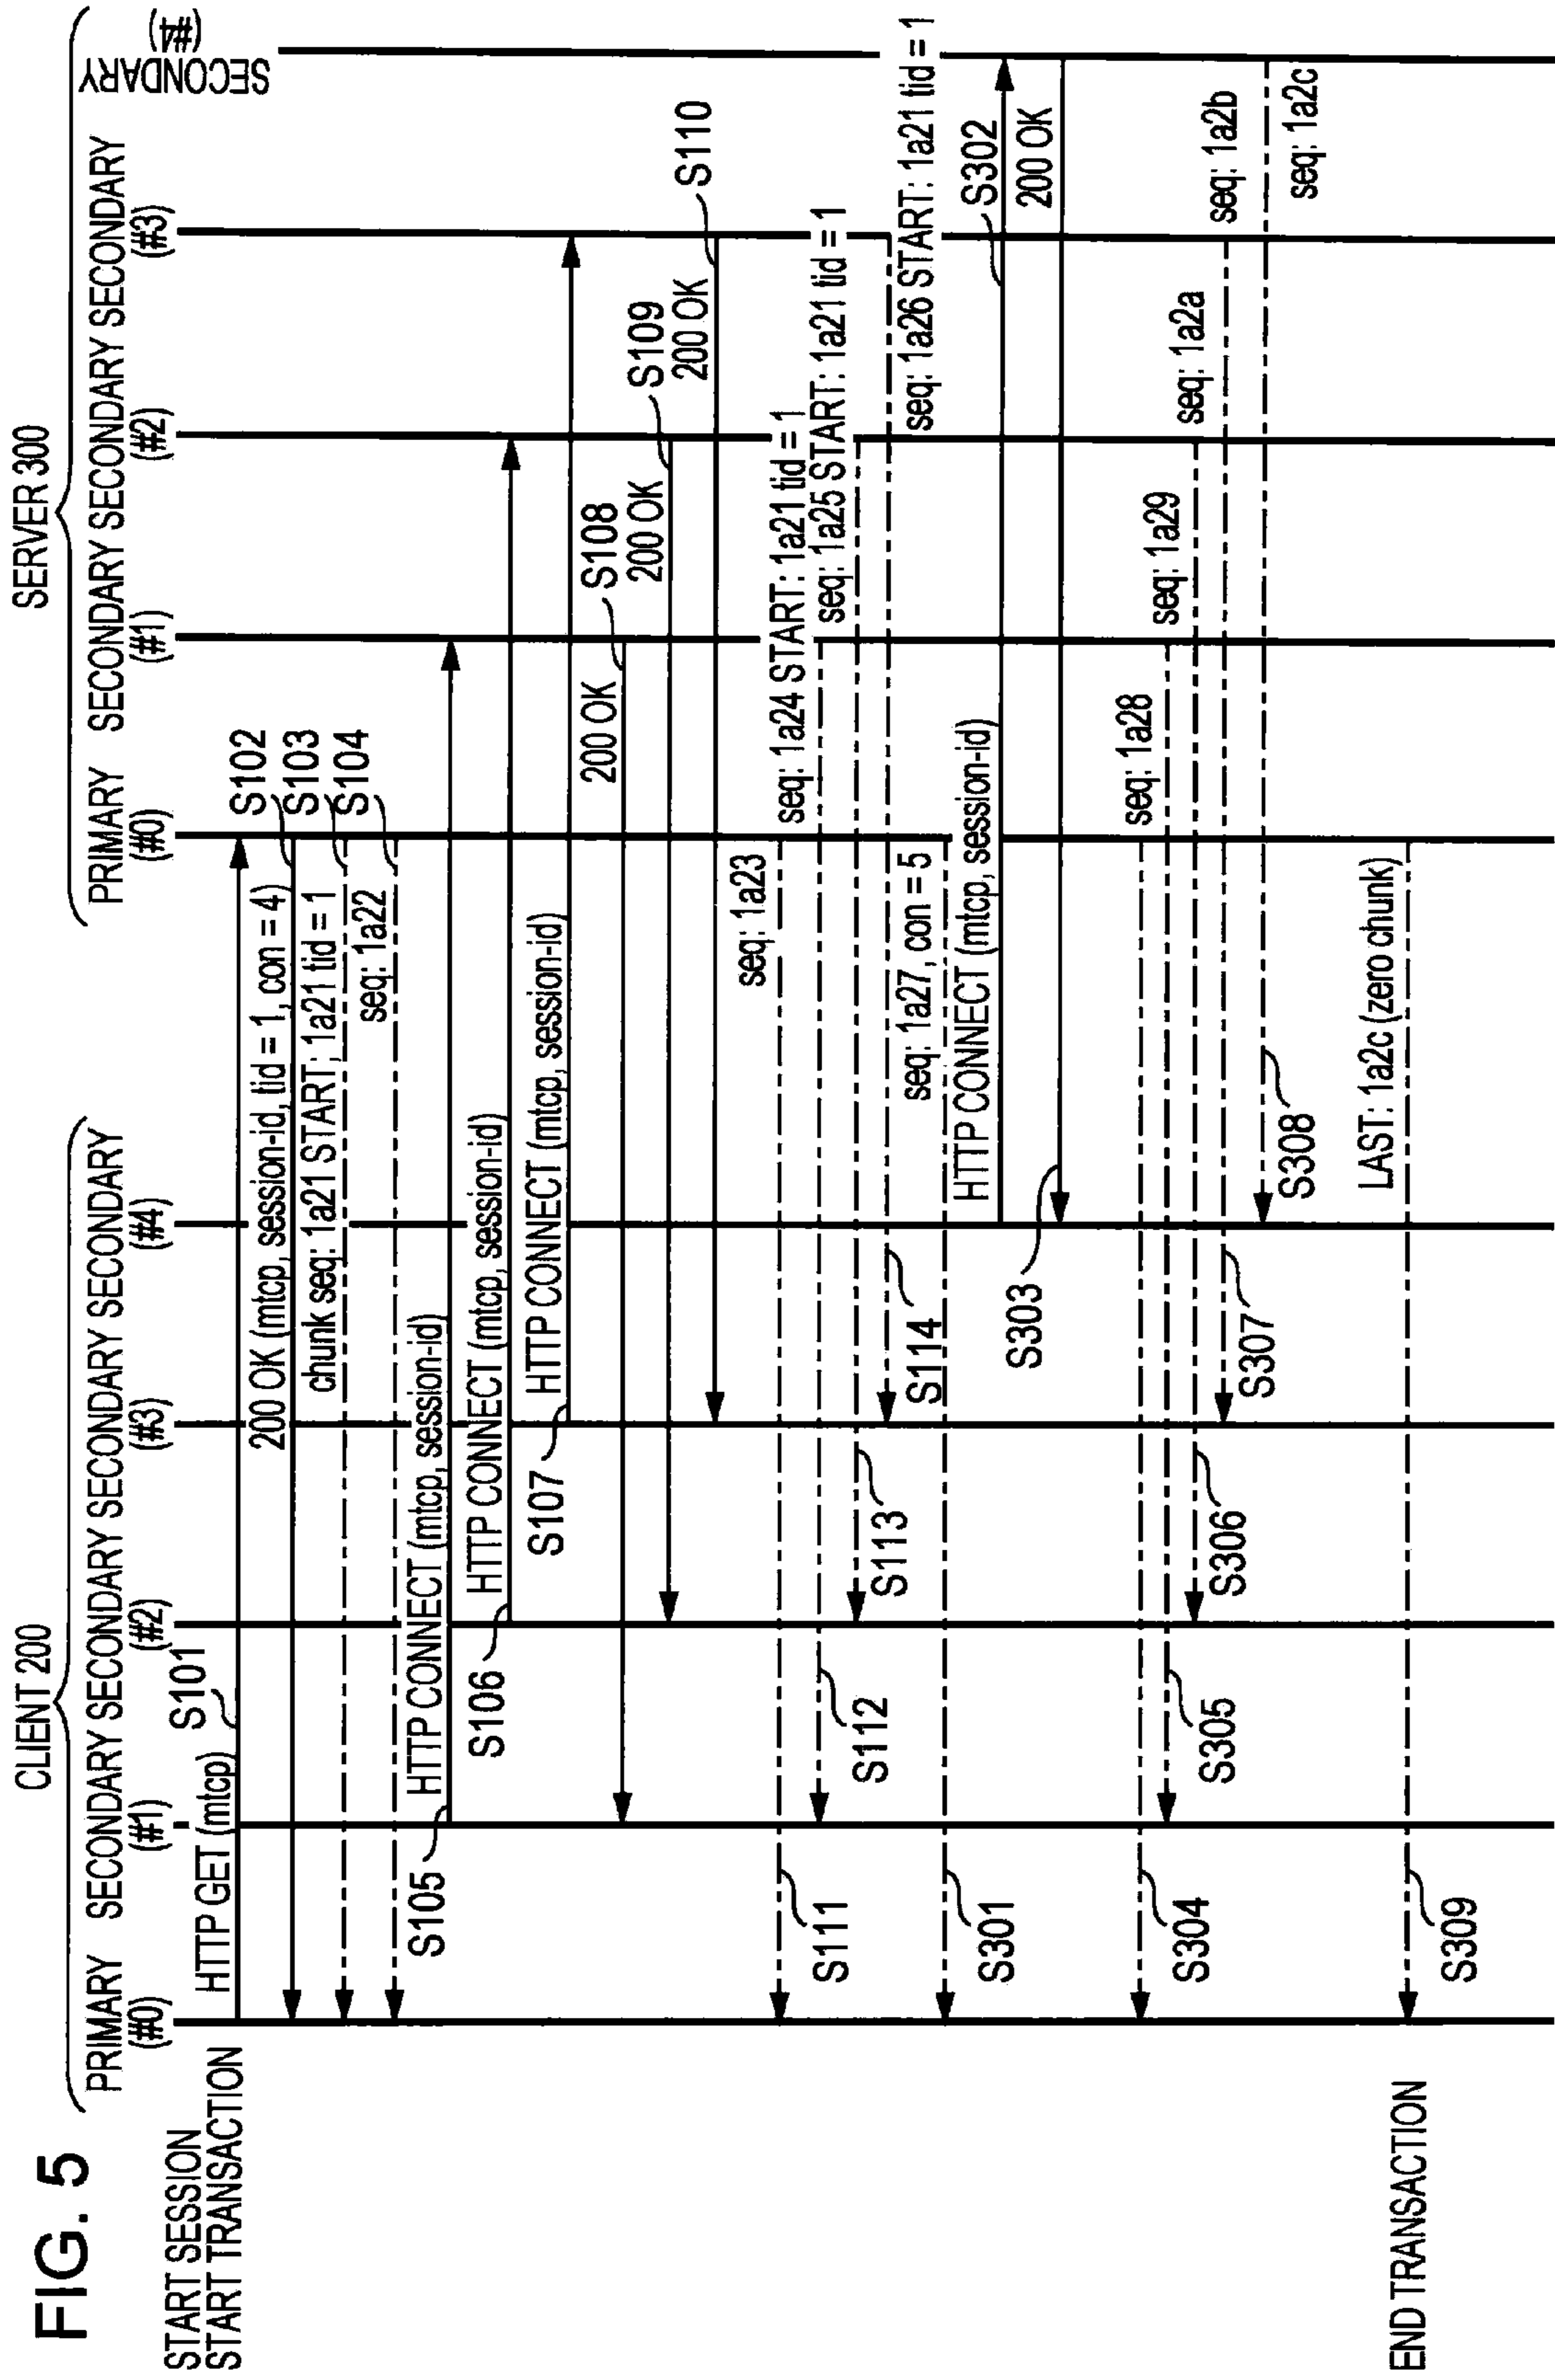 FIG. 5
CLIENT 200
SERVER 300
PRIMARY (#0)
SECONDARY (#1)
SECONDARY (#2)
SECONDARY (#3)
SECONDARY (#4)
PRIMARY (#0)
SECONDARY (#1)
SECONDARY (#2)
SECONDARY (#3)
SECONDARY (#4)
START SESSION
START TRANSACTION
HTTP GET (mtcp)
S101
200 OK (mtcp, session-id, tid = 1, con = 4)
S102
chunk seq: 1a21 START: 1a21 tid = 1
S103
seq: 1a22
S104
S105
HTTP CONNECT (mtcp, session-id)
S106
HTTP CONNECT (mtcp, session-id)
S107
HTTP CONNECT (mtcp, session-id)
200 OK
S108
200 OK
S109
200 OK
S110
S111
seq: 1a23
S112
seq: 1a24 START: 1a21 tid = 1
S113
seq: 1a25 START: 1a21 tid = 1
S114
seq: 1a26 START: 1a21 tid = 1
S301
seq: 1a27, con = 5
HTTP CONNECT (mtcp, session-id)
S302
S303
200 OK
S304
seq: 1a28
S305
seq: 1a29
S306
seq: 1a2a
S307
seq: 1a2b
S308
seq: 1a2c
END TRANSACTION
S309
LAST: 1a2c (zero chunk)